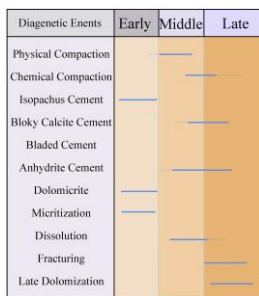 Diagenetic Enents Early Middle Late
Physical Compaction
Chemical Compaction
Isopachus Cement
Bloky Calcite Cement
Bladed Cement
Anhydrite Cement
Dolomicrite
Micritization
Dissolution
Fracturing
Late Dolomization